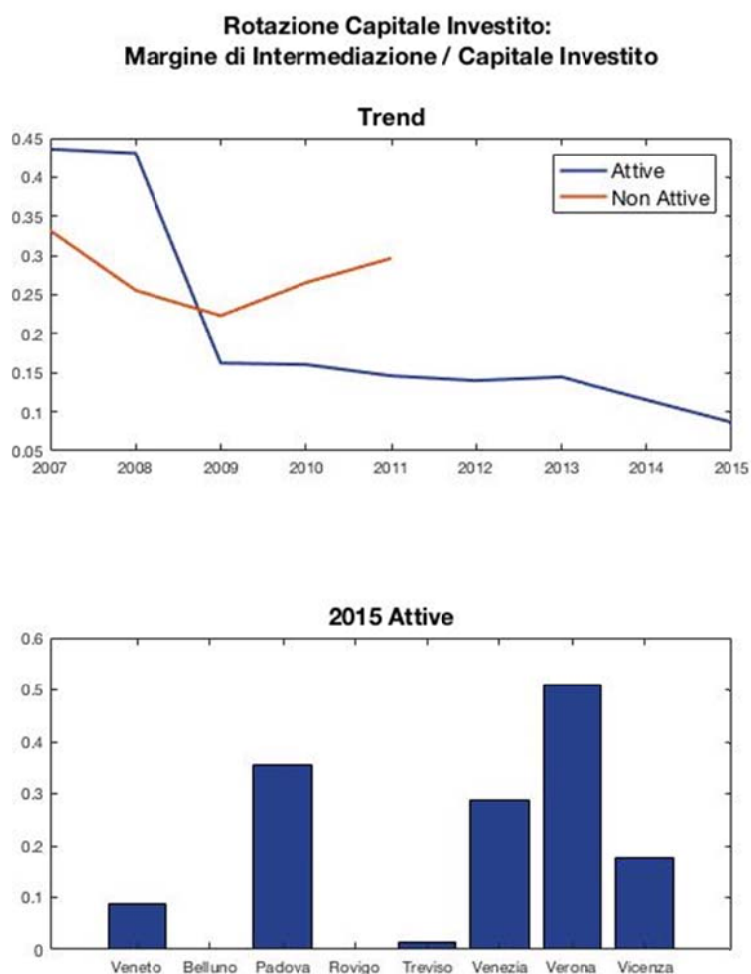 Rotazione Capitale Investito:
Margine di Intermediazione / Capitale Investito
Trend
0.45
0.4
0.35
0.3
0.25
0.2
0.15
0.1
0.05
Attive
Non Attive
2007 2008 2009 2010 2011 2012 2013 2014 2015
2015 Attive
0.6
0.5
0.4
0.3
0.2
0.1
0
Veneto Belluno Padova Rovigo Treviso Venezia Verona Vicenza